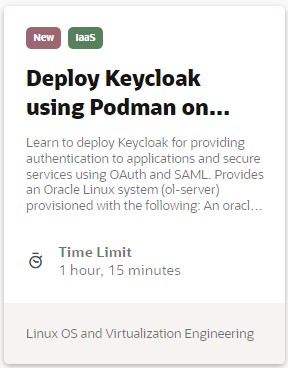 New IaaS
Deploy Keycloak
using Podman on...
Learn to deploy Keycloak for providing
authentication to applications and secure
services using OAuth and SAML. Provides
an Oracle Linux system (ol-server)
provisioned with the following: An oracl...
Time Limit
1 hour, 15 minutes
Linux OS and Virtualization Engineering